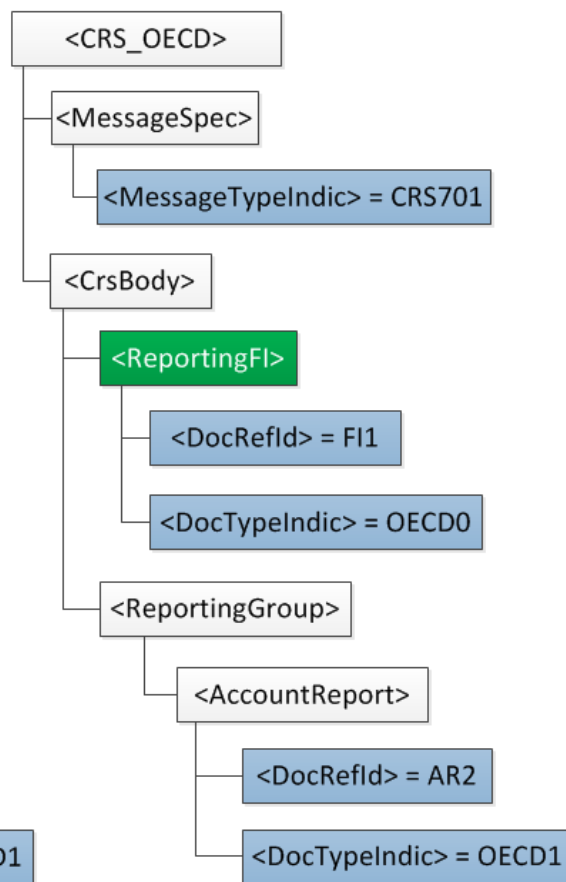 <CRS_OECD>
<MessageSpec>
<MessageTypeIndic> = CRS701
<CrsBody>
<ReportingFI>
<DocRefId> = FI1
<DocTypeIndic> = OECD0
<ReportingGroup>
<AccountReport>
<DocRefId> = AR2
<DocTypeIndic> = OECD1